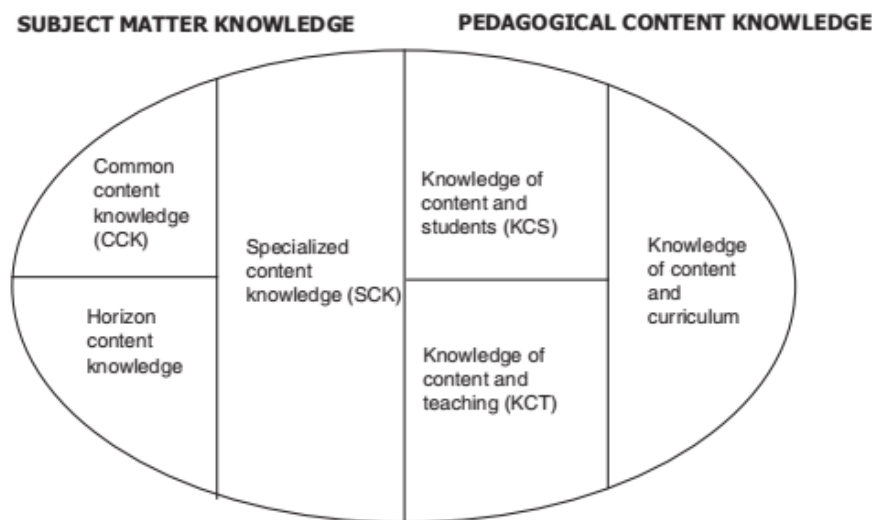 SUBJECT MATTER KNOWLEDGE
PEDAGOGICAL CONTENT KNOWLEDGE
Common
content
knowledge
(CCK)
Horizon
content
knowledge
Specialized
content
knowledge (SCK)
Knowledge of
content and
students (KCS)
Knowledge of
content and
teaching (KCT)
Knowledge
of content
and
curriculum